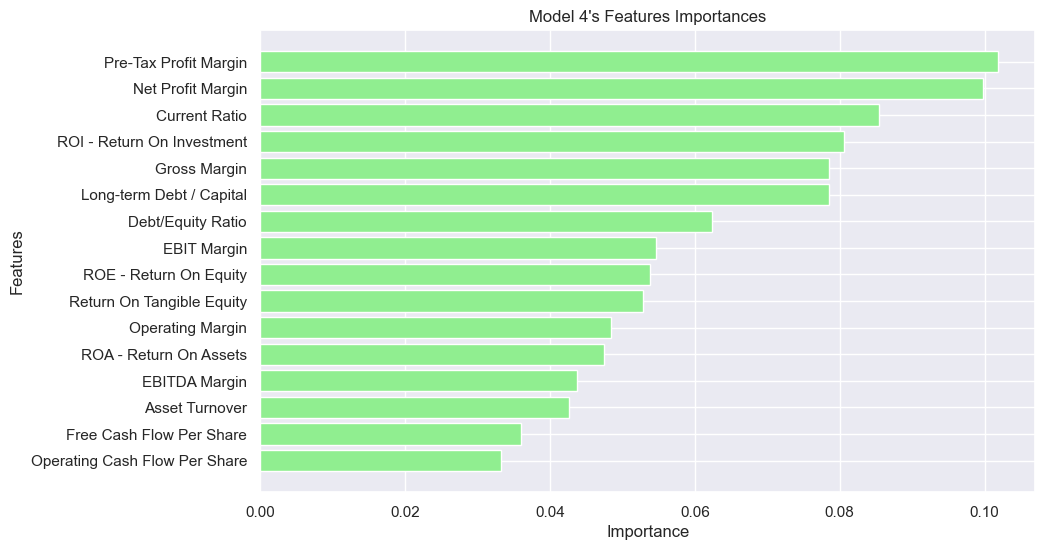 Model 4's Features Importances
Features
Pre-Tax Profit Margin
Net Profit Margin
Current Ratio
ROI - Return On Investment
Gross Margin
Long-term Debt / Capital
Debt/Equity Ratio
EBIT Margin
ROE - Return On Equity
Return On Tangible Equity
Operating Margin
ROA - Return On Assets
EBITDA Margin
Asset Turnover
Free Cash Flow Per Share
Operating Cash Flow Per Share
0.00 0.02 0.04 0.06 0.08 0.10
Importance